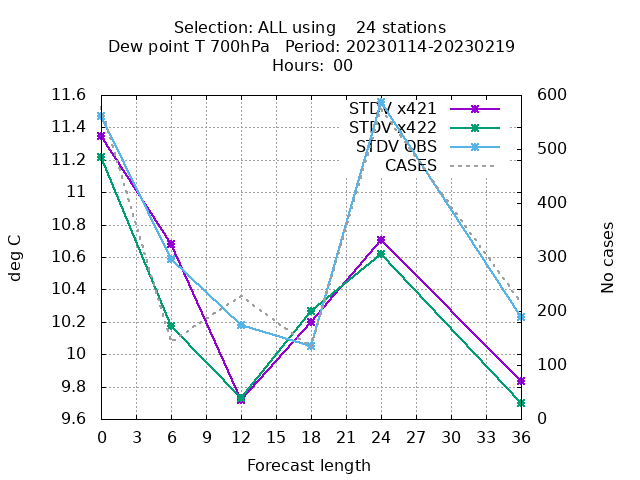 Selection: ALL using    24 stations
Dew point T 700hPa   Period: 20230114-20230219
Hours: 00
11.6
11.4
11.2
11
10.8
10.6
10.4
10.2
10
9.8
9.6
600
500
400
300
200
100
0
STDV x421
STDV x422
STDV OBS
CASES
deg C
No cases
0 3 6 9 12 15 18 21 24 27 30 33 36
Forecast length